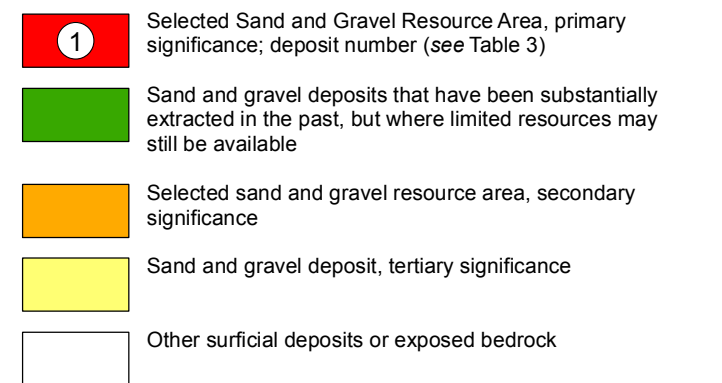 1
Selected Sand and Gravel Resource Area, primary
significance; deposit number (see Table 3)
Sand and gravel deposits that have been substantially
extracted in the past, but where limited resources may
still be available
Selected sand and gravel resource area, secondary
significance
Sand and gravel deposit, tertiary significance
Other surficial deposits or exposed bedrock